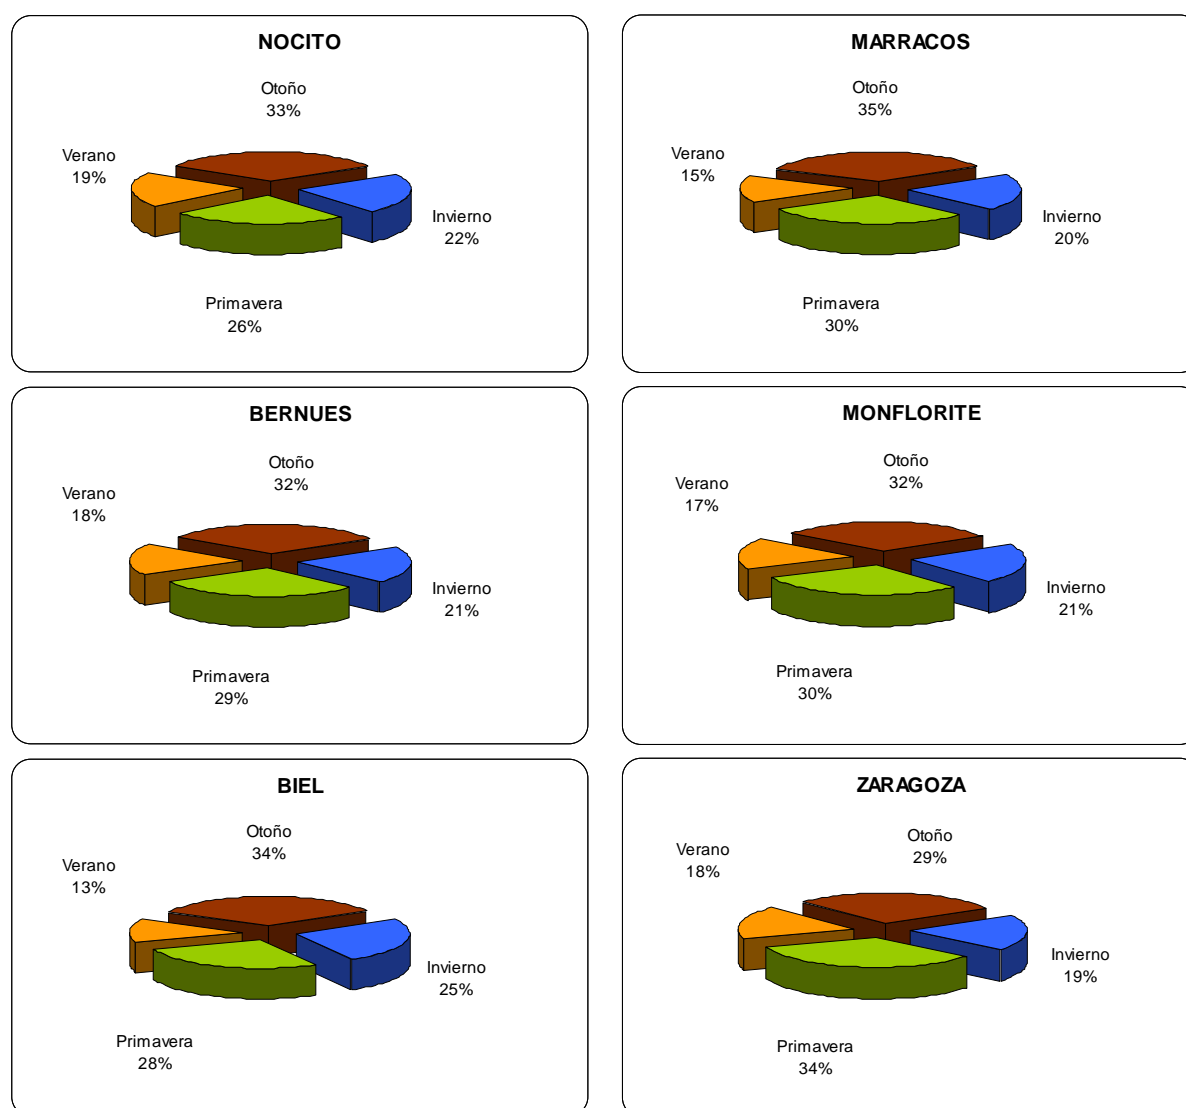 NOCITO
Otoño
33%
Verano
19%
Invierno
22%
Primavera
26%
MARRACOS
Otoño
35%
Verano
15%
Invierno
20%
Primavera
30%
BERNUES
Otoño
32%
Verano
18%
Invierno
21%
Primavera
29%
MONFLORITE
Otoño
32%
Verano
17%
Invierno
21%
Primavera
30%
BIEL
Otoño
34%
Verano
13%
Invierno
25%
Primavera
28%
ZARAGOZA
Otoño
29%
Verano
18%
Invierno
19%
Primavera
34%